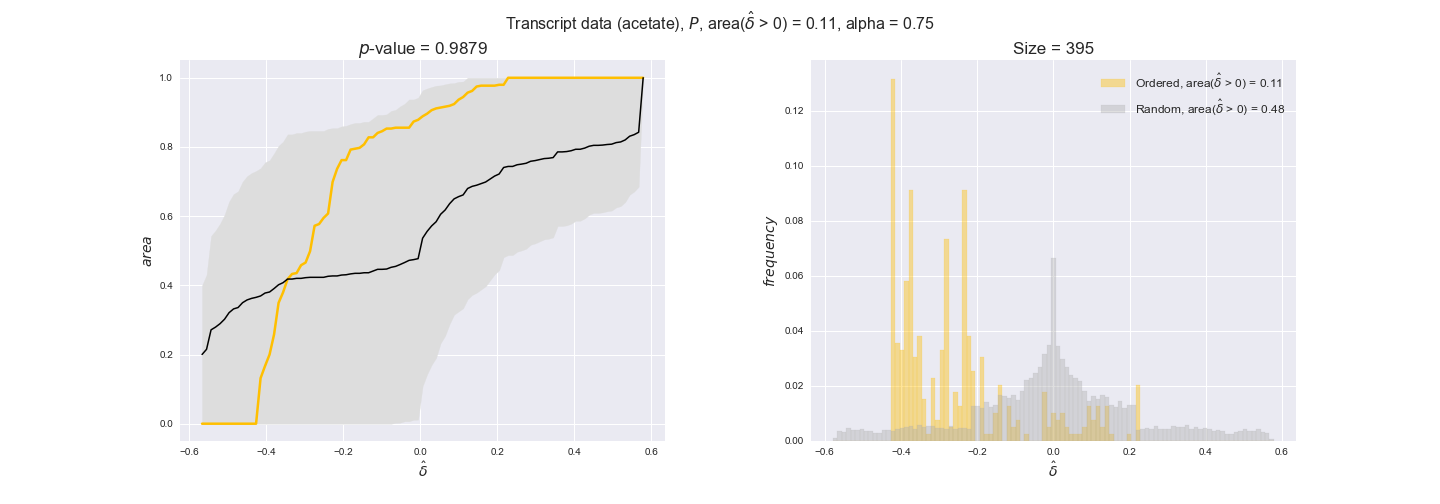 Transcript data (acetate), P, area(δ̂ > 0) = 0.11, alpha = 0.75
p-value = 0.9879
1.0
0.8
0.6
0.4
0.2
0.0
area
−0.6 −0.4 −0.2 0.0 0.2 0.4 0.6
δ̂
Size = 395
Ordered, area(δ̂ > 0) = 0.11
Random, area(δ̂ > 0) = 0.48
0.12
0.10
0.08
0.06
0.04
0.02
0.00
frequency
−0.6 −0.4 −0.2 0.0 0.2 0.4 0.6
δ̂